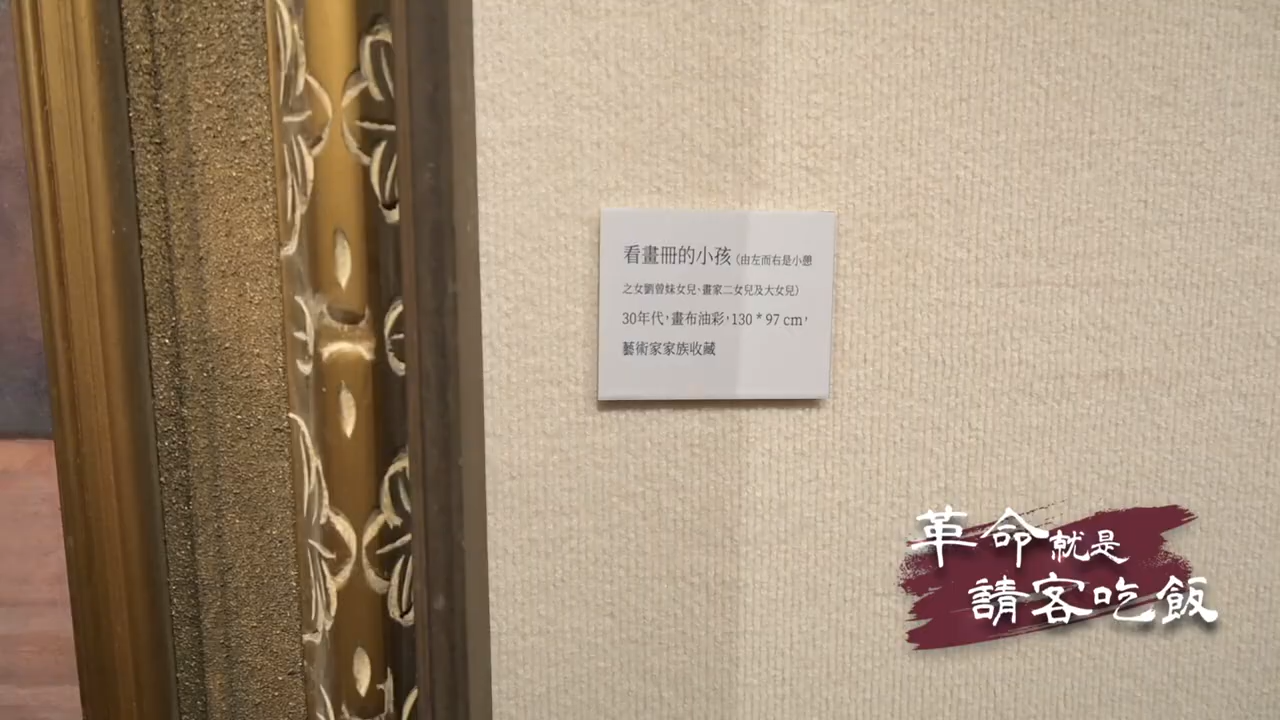 看畫冊的小孩(由左而右是小憩
之女劉曾妹女兒、畫家二女兒及大女兒)
30年代,畫布油彩,130 * 97 cm,
藝術家家族收藏
革命就是
請客吃飯